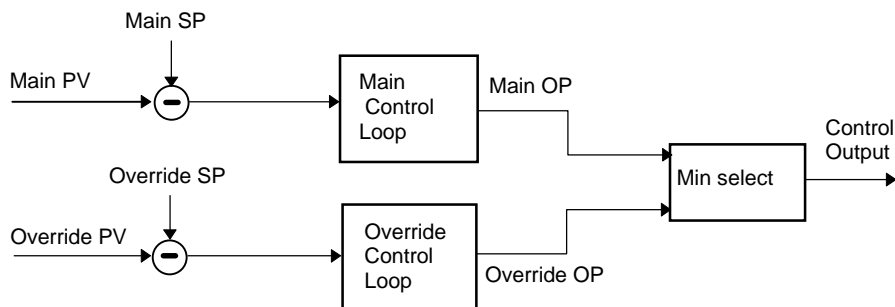 Main SP
Main PV
Main
Control
Loop
Main OP
Control
Output
Min select
Override SP
Override PV
Override
Control
Loop
Override OP